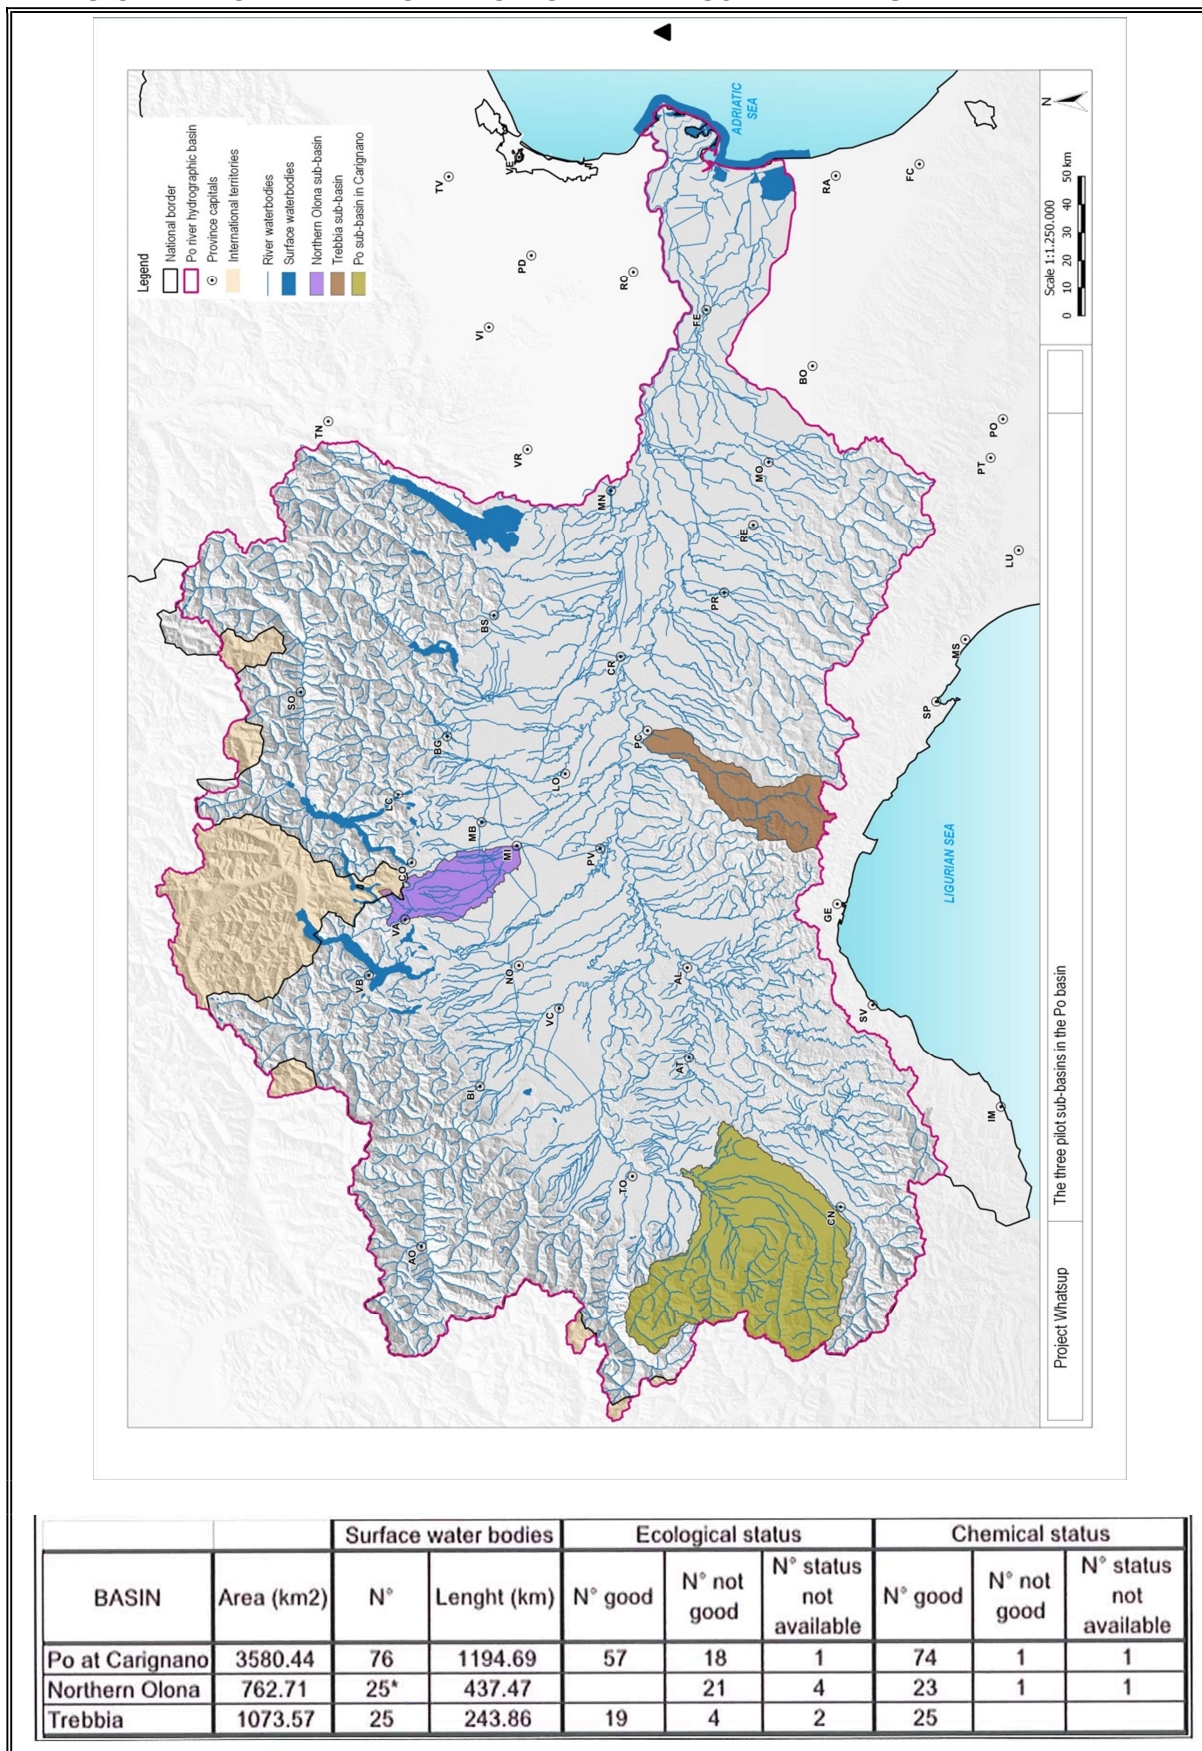 Legend
National border
Po river hydrographic basin
Province capitals
International territories
River waterbodies
Surface waterbodies
Northern Olona sub-basin
Trebbia sub-basin
Po sub-basin in Carignano
ADRIATIC
SEA
LIGURIAN SEA
TV
VE
PD
RO
VI
TN
VR
FE
RA
FC
BO
MN
MO
PO
PT
RE
LU
PR
BS
CR
MS
SP
SO
BG
PC
LO
LC
MB
MI
CO
PV
VA
GE
VB
NO
AL
VC
SV
BI
AT
IM
TO
CN
AO
N
Scale 1:1.250.000
0 10 20 30 40 50 km
The three pilot sub-basins in the Po basin
Project Whatsup
Surface water bodies Ecological status Chemical status
BASIN Area (km2) N° Lenght (km) N° good N° not good N° status not available N° good N° not good N° status not available
Po at Carignano 3580.44 76 1194.69 57 18 1 74 1 1
Northern Olona 762.71 25* 437.47 21 4 23 1 1
Trebbia 1073.57 25 243.86 19 4 2 25